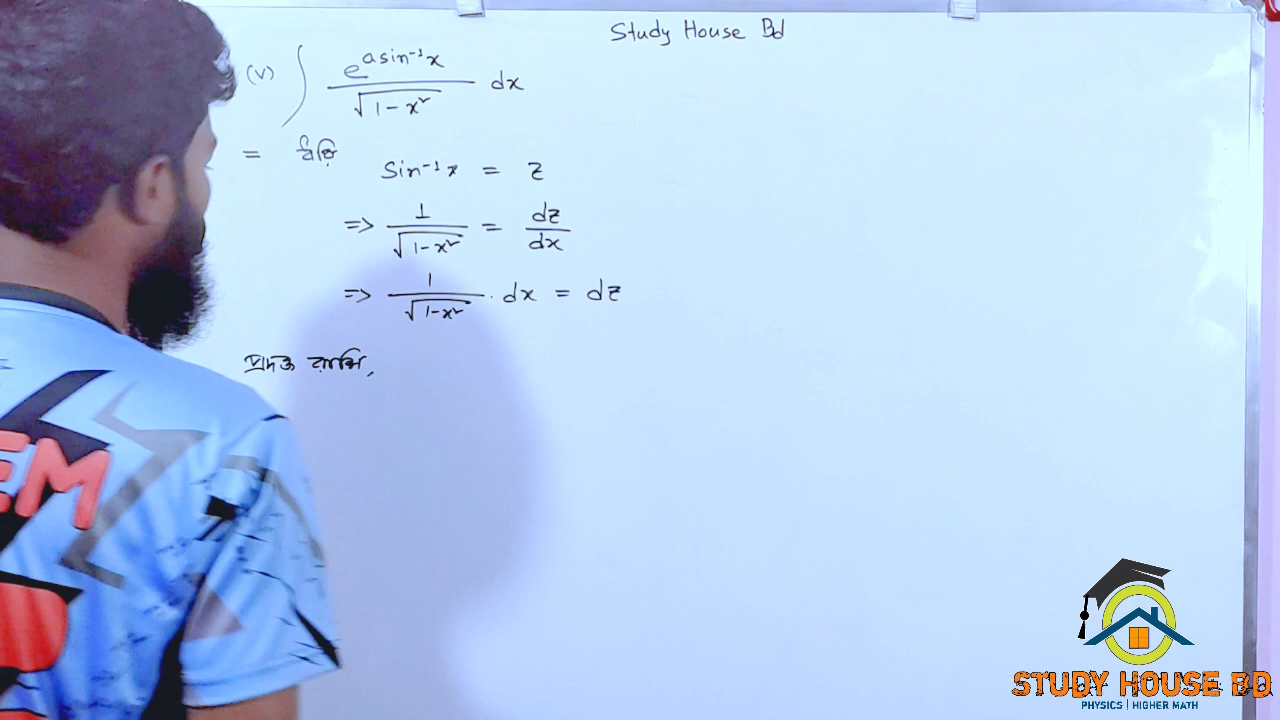 Study House Bd
(v) ∫ e^(a sin⁻¹x) / √(1-x²) dx
= ধরি
sin⁻¹x = z
=> 1/√(1-x²) = dz/dx
=> 1/√(1-x²) . dx = dz
প্রদত্ত রাশি,
EM
STUDY HOUSE BD
PHYSICS | HIGHER MATH